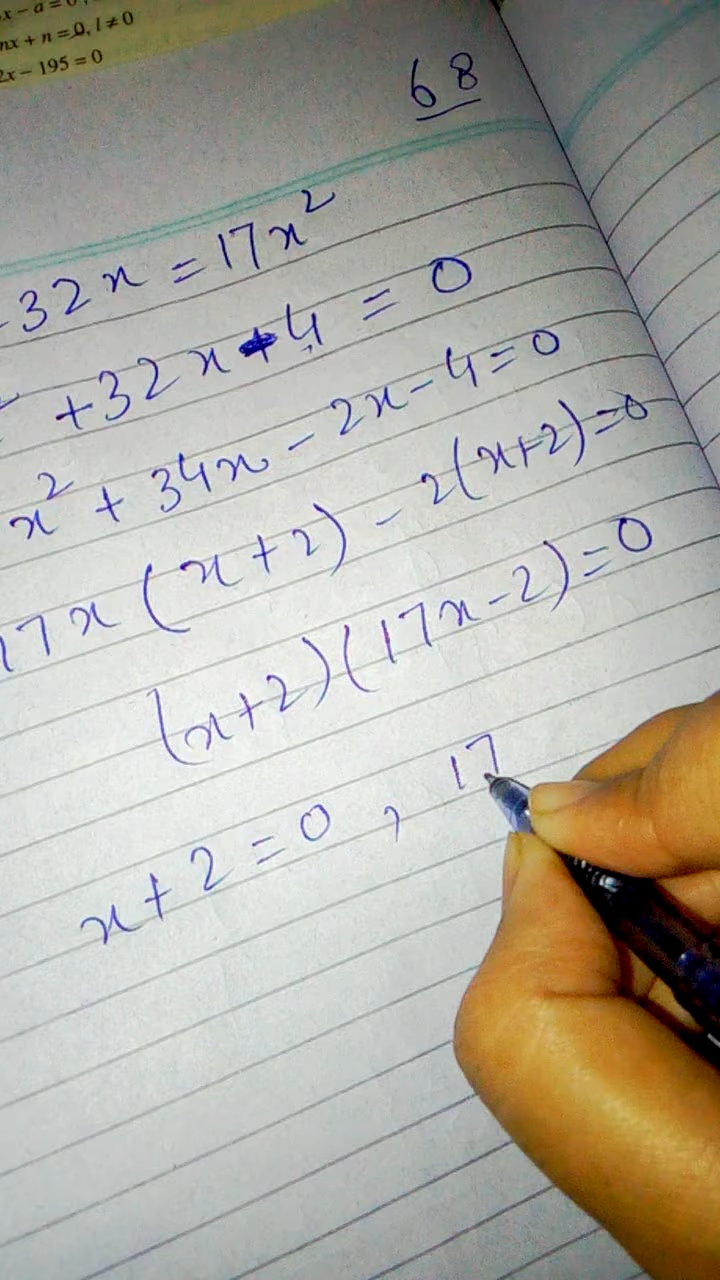 x − a = 0
nx + n = 0, l ≠ 0
2x − 195 = 0
68
-32x = 17x²
+32x - 4 = 0
x² + 34x - 2x - 4 = 0
17x (x+2) - 2(x+2)=0
(x+2)(17x-2)=0
x+2=0 , 17